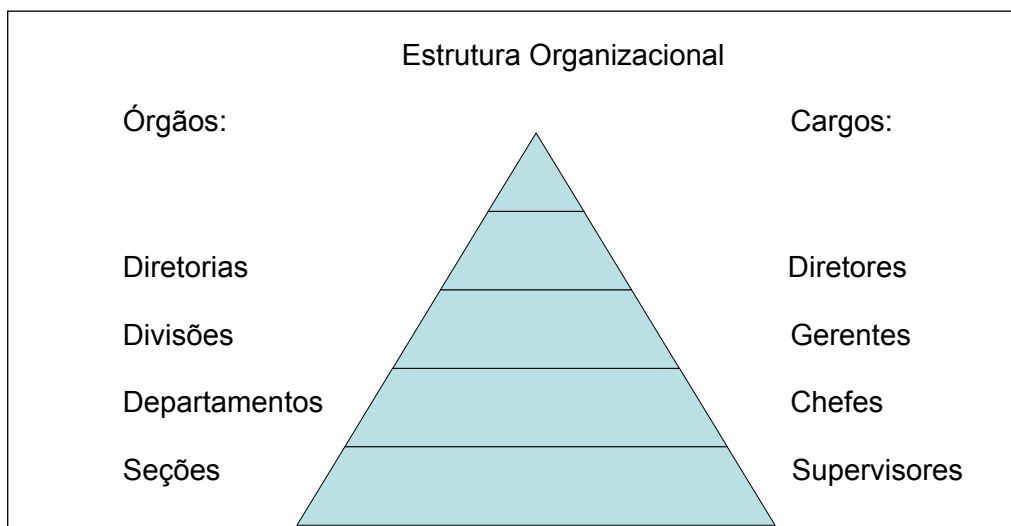 Estrutura Organizacional
Órgãos: Cargos:
Diretorias Diretores
Divisões Gerentes
Departamentos Chefes
Seções Supervisores